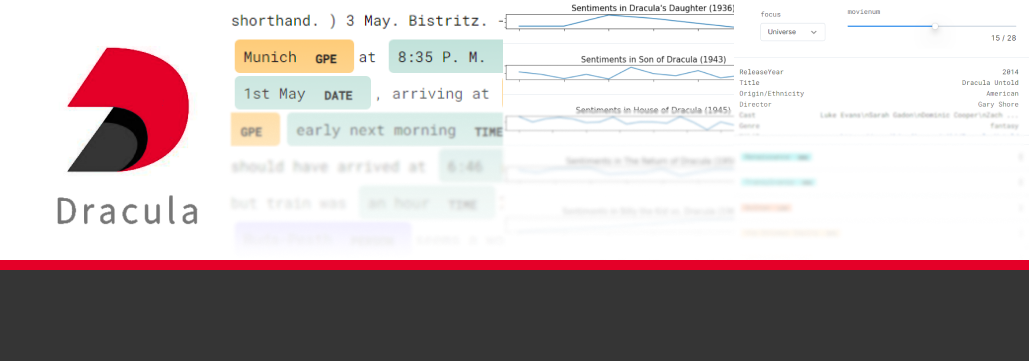 Dracula
shorthand. ) 3 May. Bistritz. -
Munich GPE at 8:35 P. M.
1st May DATE , arriving at
GPE early next morning TIME
should have arrived at 6:46
but train was an hour TIME
Sentiments in Dracula's Daughter (1936)
Sentiments in Son of Dracula (1943)
Sentiments in House of Dracula (1945)
Sentiments in The Return of Dracula
Sentiments in Billy the Kid vs. Dracula
focus
Universe
movienum
15 / 28
ReleaseYear 2014
Title Dracula Untold
Origin/Ethnicity American
Director Gary Shore
Cast Luke Evans\nSarah Gadon\nDominic Cooper\nZach ...
Genre fantasy